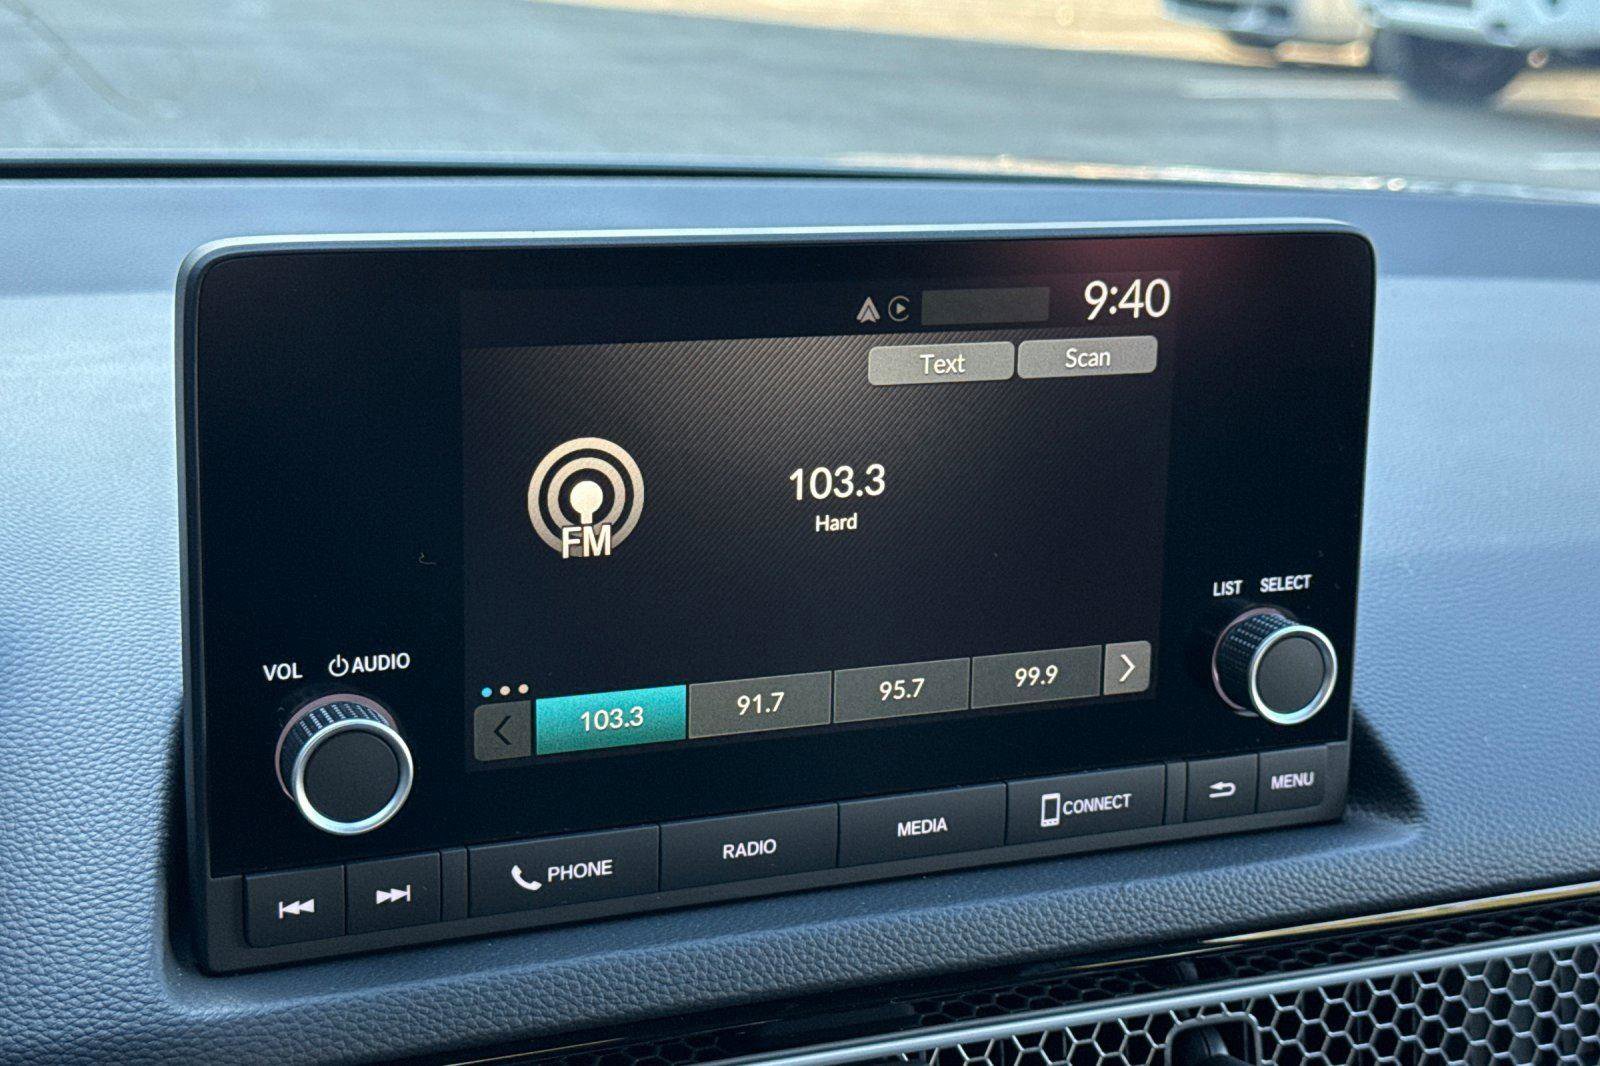 9:40
Text Scan
103.3
Hard
FM
LIST SELECT
VOL AUDIO
103.3 91.7 95.7 99.9
PHONE RADIO MEDIA CONNECT MENU